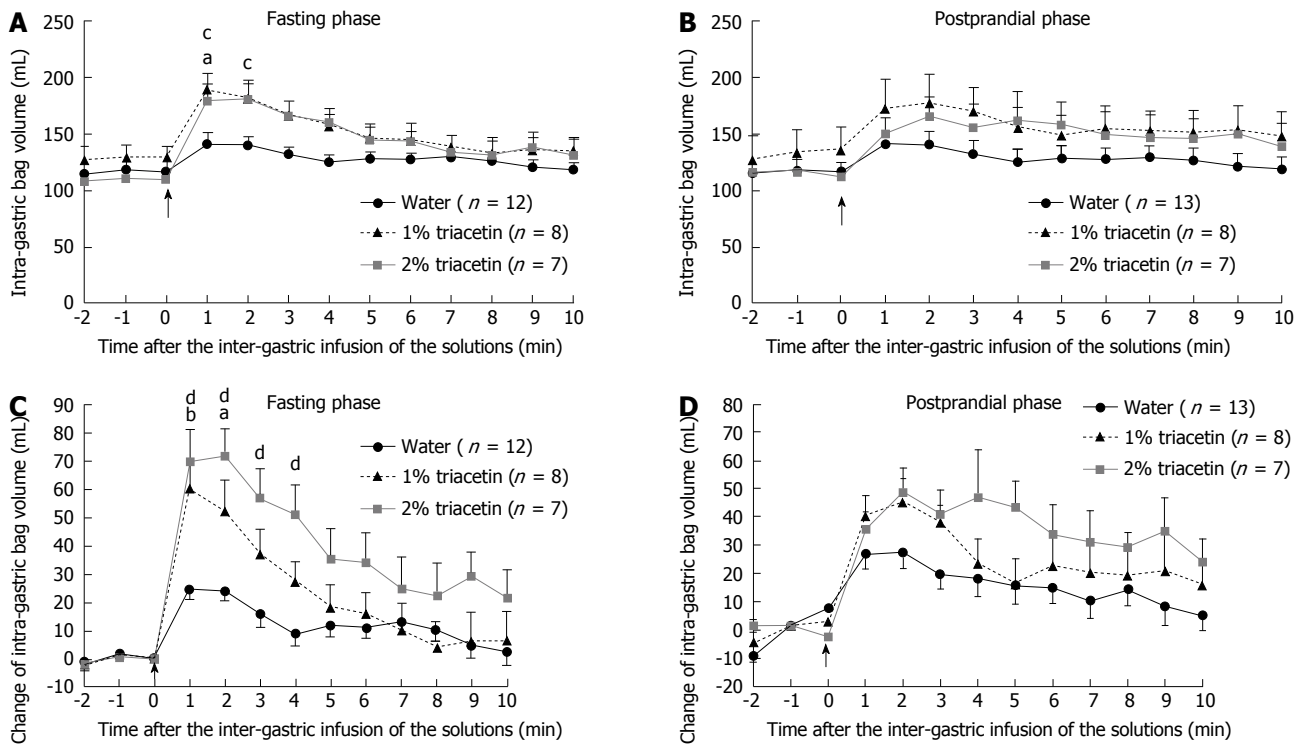 A
Fasting phase
250
200
150
100
50
0
Intra-gastric bag volume (mL)
c
a
c
Water ( n = 12)
1% triacetin (n = 8)
2% triacetin (n = 7)
-2 -1 0 1 2 3 4 5 6 7 8 9 10
Time after the inter-gastric infusion of the solutions (min)
B
Postprandial phase
250
200
150
100
50
0
Intra-gastric bag volume (mL)
Water ( n = 13)
1% triacetin (n = 8)
2% triacetin (n = 7)
-2 -1 0 1 2 3 4 5 6 7 8 9 10
Time after the inter-gastric infusion of the solutions (min)
C
Fasting phase
90
80
70
60
50
40
30
20
10
0
-10
Change of intra-gastric bag volume (mL)
d d
b a
d d
Water ( n = 12)
1% triacetin (n = 8)
2% triacetin (n = 7)
-2 -1 0 1 2 3 4 5 6 7 8 9 10
Time after the inter-gastric infusion of the solutions (min)
D
Postprandial phase
80
70
60
50
40
30
20
10
0
-10
-20
Change of intra-gastric bag volume (mL)
Water ( n = 13)
1% triacetin (n = 8)
2% triacetin (n = 7)
-2 -1 0 1 2 3 4 5 6 7 8 9 10
Time after the inter-gastric infusion of the solutions (min)